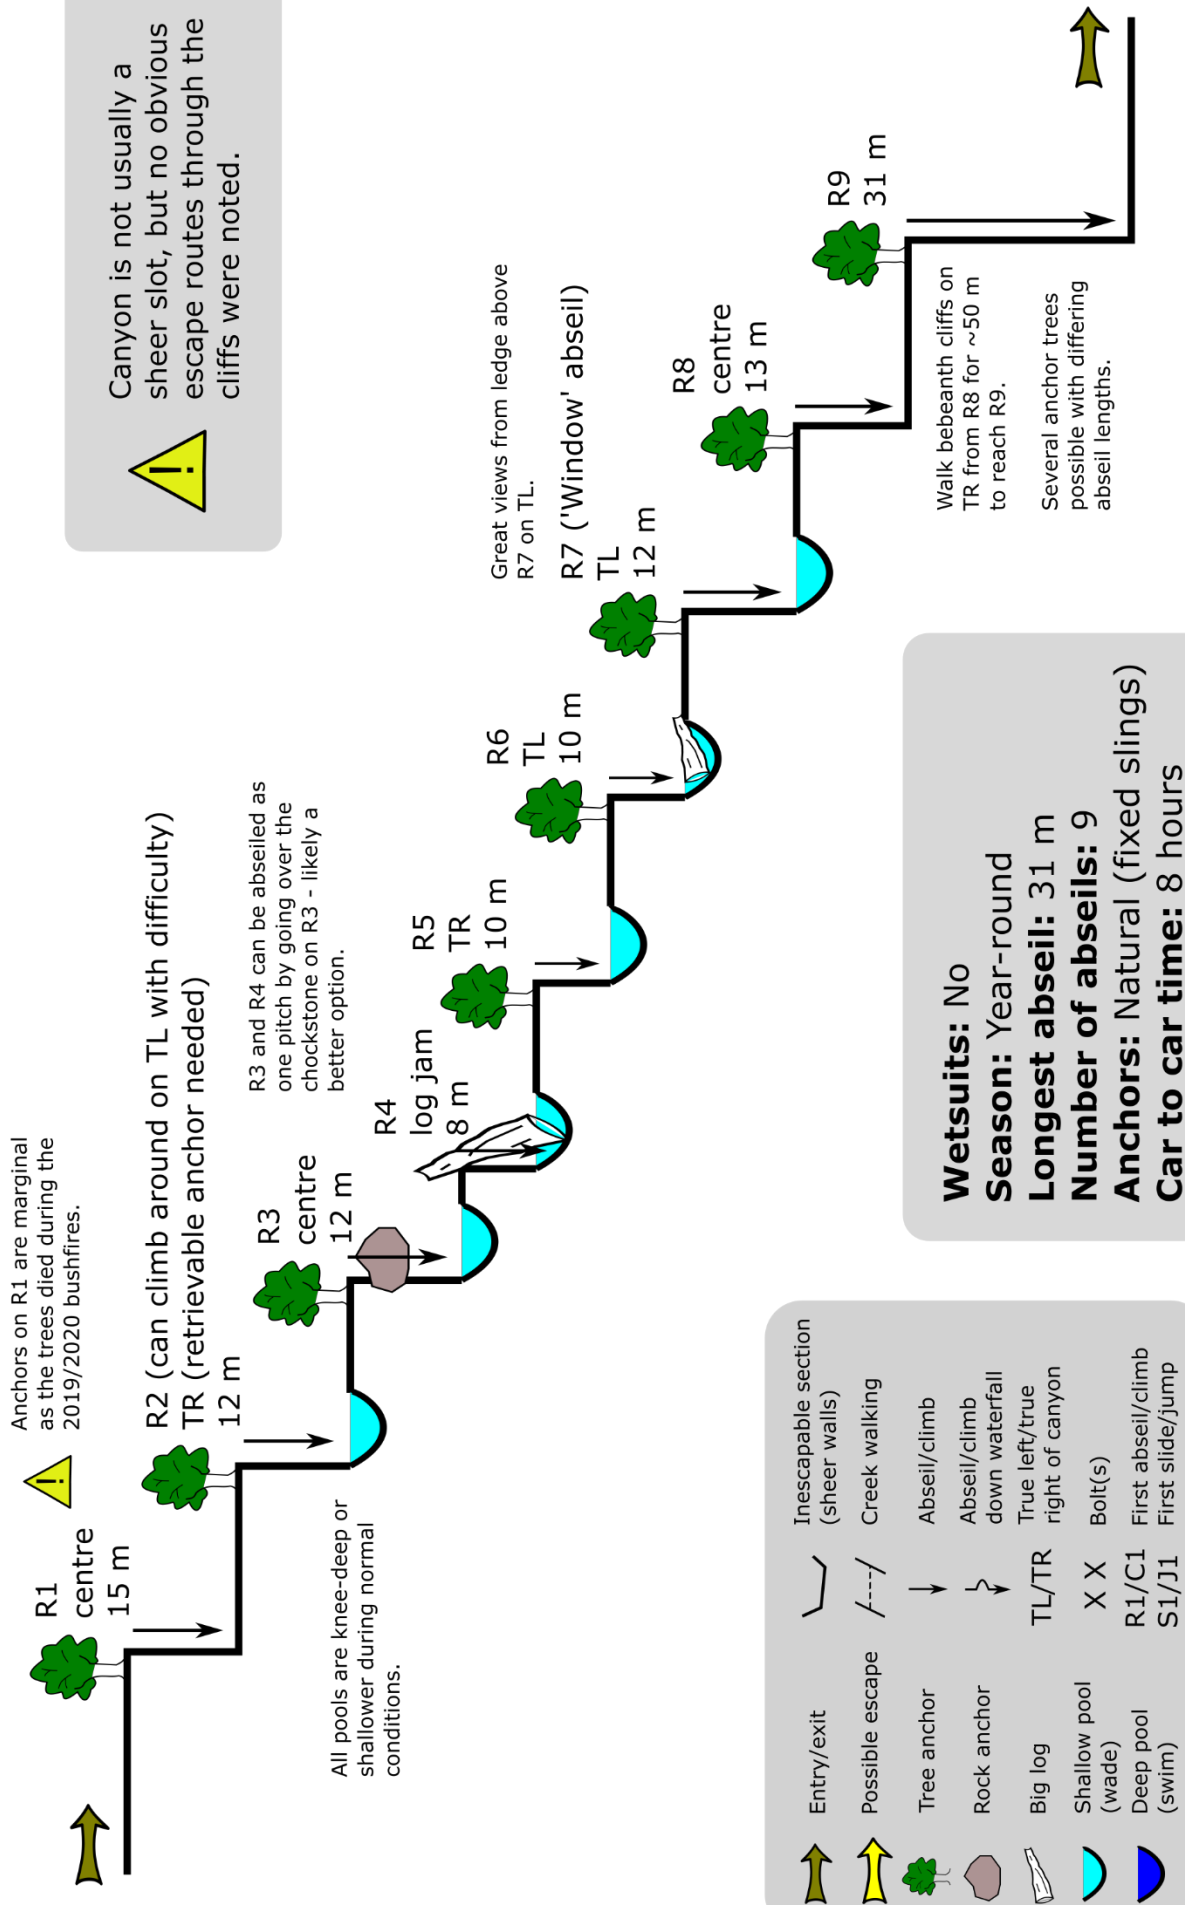 Anchors on R1 are marginal
as the trees died during the
2019/2020 bushfires.
Canyon is not usually a
sheer slot, but no obvious
escape routes through the
cliffs were noted.
R1
centre
15 m
R2 (can climb around on TL with difficulty)
TR (retrievable anchor needed)
12 m
R3 and R4 can be abseiled as
one pitch by going over the
chockstone on R3 - likely a
better option.
R3
centre
12 m
All pools are knee-deep or
shallower during normal
conditions.
R4
log jam
8 m
R5
TR
10 m
R6
TL
10 m
Great views from ledge above
R7 on TL.
R7 ('Window' abseil)
TL
12 m
R8
centre
13 m
R9
31 m
Walk bebeanth cliffs on
TR from R8 for ~50 m
to reach R9.
Several anchor trees
possible with differing
abseil lengths.
Entry/exit
Possible escape
Tree anchor
Rock anchor
Big log
Shallow pool
(wade)
Deep pool
(swim)
Inescapable section
(sheer walls)
Creek walking
Abseil/climb
Abseil/climb
down waterfall
TL/TR True left/true
right of canyon
X X Bolt(s)
R1/C1 First abseil/climb
S1/J1 First slide/jump
Wetsuits: No
Season: Year-round
Longest abseil: 31 m
Number of abseils: 9
Anchors: Natural (fixed slings)
Car to car time: 8 hours